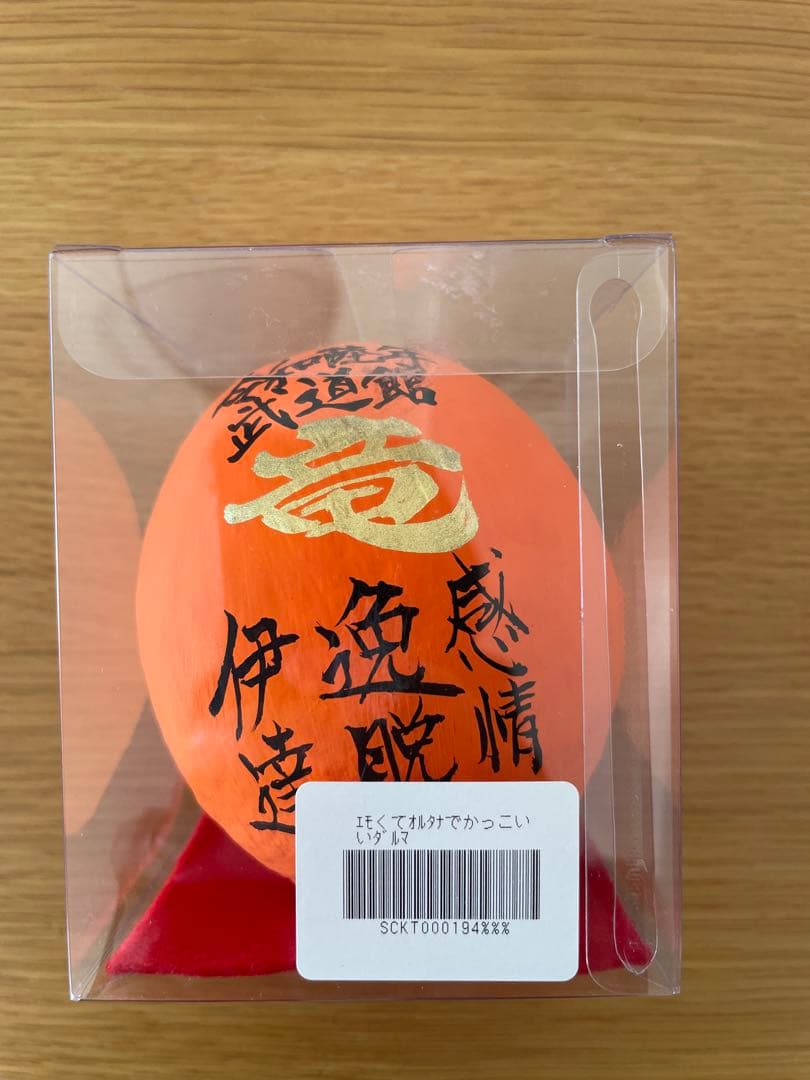 武道館
竜
感情
逸脱
伊達
ｴﾓくてｵﾙﾀﾅでかっこい
いﾀﾞﾙﾏ
SCKT000194%%%